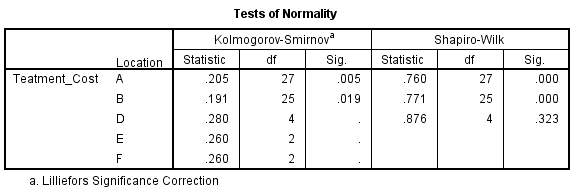 Tests of Normality
Kolmogorov-Smirnov^a Shapiro-Wilk
Location Statistic df Sig. Statistic df Sig.
Teatment_Cost A .205 27 .005 .760 27 .000
B .191 25 .019 .771 25 .000
D .280 4 . .876 4 .323
E .260 2 .
F .260 2 .
a. Lilliefors Significance Correction